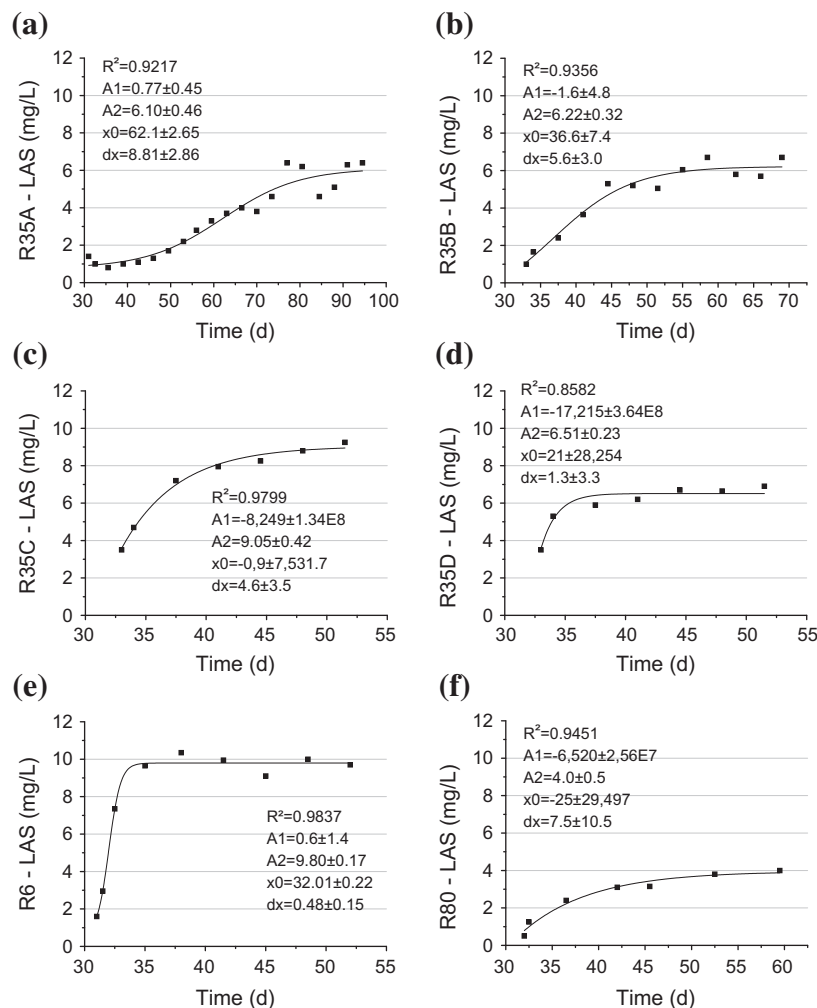 (a)
R²=0.9217
A1=0.77±0.45
A2=6.10±0.46
x0=62.1±2.65
dx=8.81±2.86
R35A - LAS (mg/L)
12
10
8
6
4
2
0
30 40 50 60 70 80 90 100
Time (d)
(b)
R²=0.9356
A1=-1.6±4.8
A2=6.22±0.32
x0=36.6±7.4
dx=5.6±3.0
R35B - LAS (mg/L)
12
10
8
6
4
2
0
30 35 40 45 50 55 60 65 70
Time (d)
(c)
R²=0.9799
A1=-8,249±1.34E8
A2=9.05±0.42
x0=-0,9±7,531.7
dx=4.6±3.5
R35C - LAS (mg/L)
12
10
8
6
4
2
0
30 35 40 45 50 55
Time (d)
(d)
R²=0.8582
A1=-17,215±3.64E8
A2=6.51±0.23
x0=21±28,254
dx=1.3±3.3
R35D - LAS (mg/L)
12
10
8
6
4
2
0
30 35 40 45 50 55
Time (d)
(e)
R²=0.9837
A1=0.6±1.4
A2=9.80±0.17
x0=32.01±0.22
dx=0.48±0.15
R6 - LAS (mg/L)
12
10
8
6
4
2
0
30 35 40 45 50 55
Time (d)
(f)
R²=0.9451
A1=-6,520±2,56E7
A2=4.0±0.5
x0=-25±29,497
dx=7.5±10.5
R80 - LAS (mg/L)
12
10
8
6
4
2
0
30 35 40 45 50 55 60
Time (d)